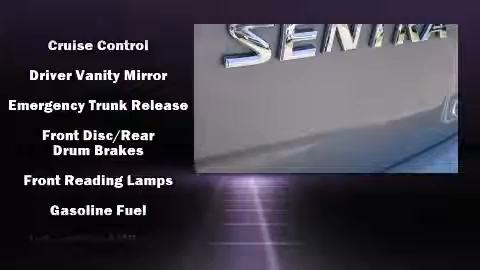 Cruise Control
Driver Vanity Mirror
Emergency Trunk Release
Front Disc/Rear
Drum Brakes
Front Reading Lamps
Gasoline Fuel
SENTRA